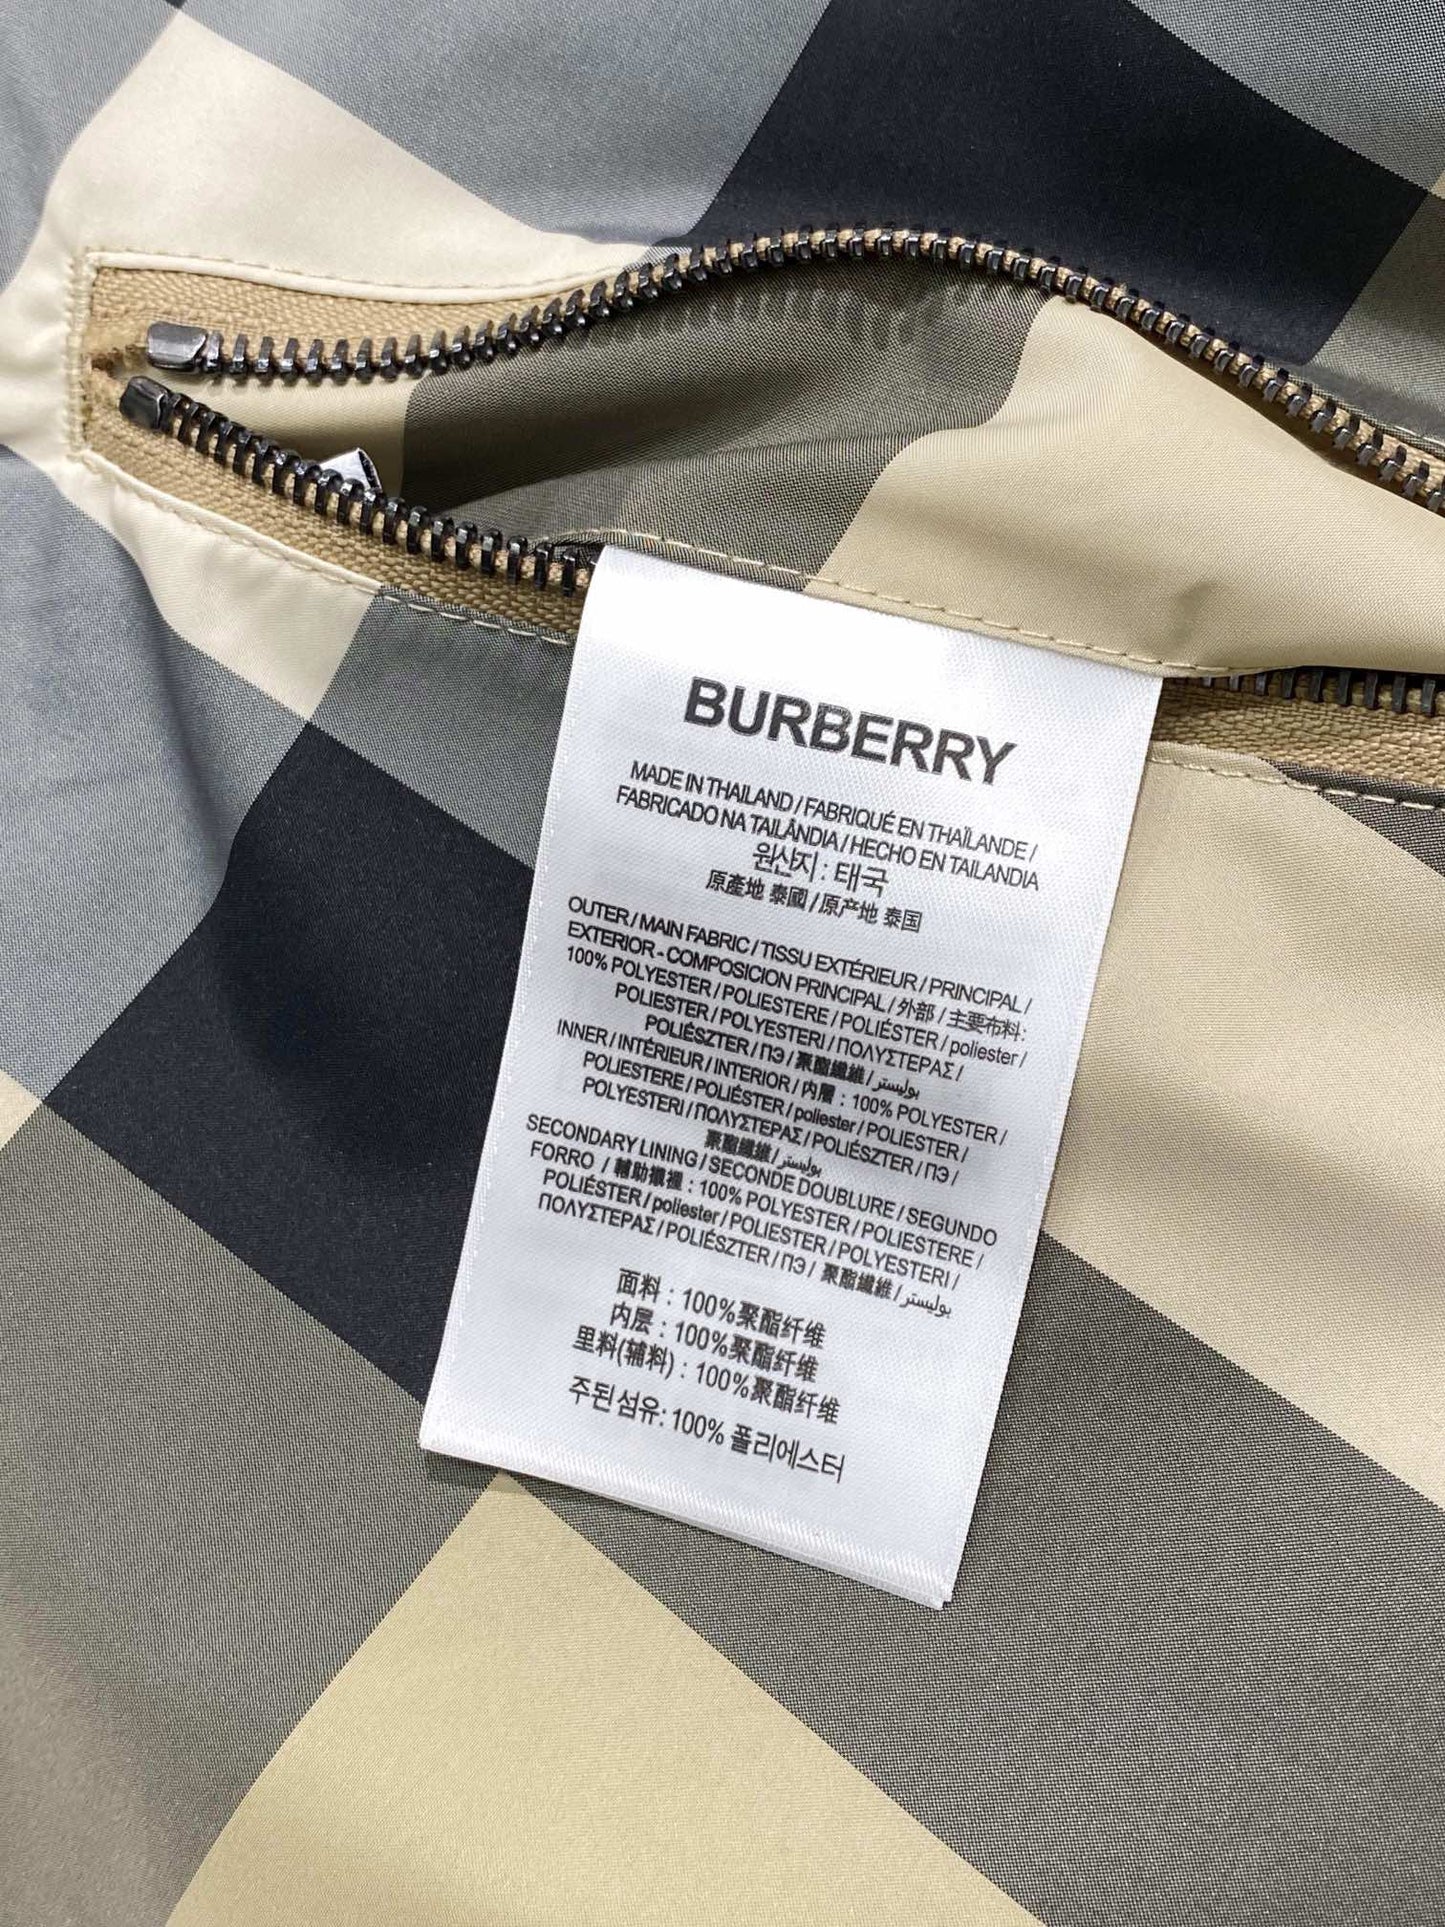 BURBERRY
MADE IN THAILAND / FABRIQUÉ EN THAÏLANDE /
FABRICADO NA TAILÂNDIA / HECHO EN TAILANDIA
원산지 : 태국
原產地 泰國 / 原产地 泰国
OUTER / MAIN FABRIC / TISSU EXTÉRIEUR / PRINCIPAL /
EXTERIOR - COMPOSICION PRINCIPAL / 外部 / 主要布料:
100% POLYESTER / POLIESTERE / POLIÉSTER / poliester /
POLIESTER / POLYESTERI / ΠΟΛΥΣΤΕΡΑΣ /
POLIÉSZTER / ПЭ / 聚酯纖維 / بوليستر
INNER / INTÉRIEUR / INTERIOR / 内層 : 100% POLYESTER /
POLIESTERE / POLIÉSTER / poliester / POLIESTER /
POLYESTERI / ΠΟΛΥΣΤΕΡΑΣ / POLIÉSZTER / ПЭ /
聚酯纖維 / بوليستر
SECONDARY LINING / SECONDE DOUBLURE / SEGUNDO
FORRO / 輔助襯裡 : 100% POLYESTER / POLIESTERE /
POLIÉSTER / poliester / POLIESTER / POLYESTERI /
ΠΟΛΥΣΤΕΡΑΣ / POLIÉSZTER / ПЭ / 聚酯纖維 / بوليستر
面料 : 100%聚酯纤维
内层 : 100%聚酯纤维
里料(辅料) : 100%聚酯纤维
주된섬유: 100% 폴리에스터